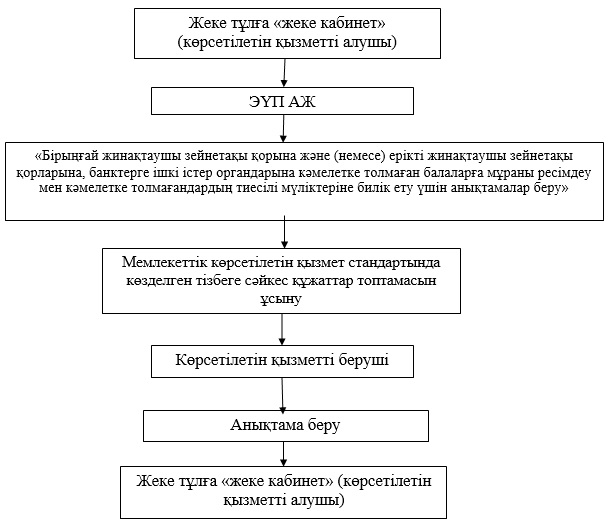 Жеке тұлға «жеке кабинет»
(көрсетілетін қызметті алушы)
ЭҮП АЖ
«Бірыңғай жинақтаушы зейнетақы қорына және (немесе) ерікті жинақтаушы зейнетақы
қорларына, банктерге ішкі істер органдарына кәмелетке толмаған балаларға мұраны ресімдеу
мен кәмелетке толмағандардың тиесілі мүліктеріне билік ету үшін анықтамалар беру»
Мемлекеттік көрсетілетін қызмет стандартында
көзделген тізбеге сәйкес құжаттар топтамасын
ұсыну
Көрсетілетін қызметті беруші
Анықтама беру
Жеке тұлға «жеке кабинет» (көрсетілетін
қызметті алушы)